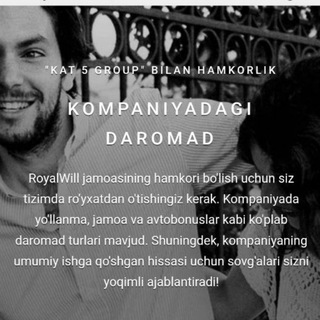 "KAT 5 GROUP" BILAN HAMKORLIK
KOMPANIYADAGI
DAROMAD
RoyalWill jamoasining hamkori bo'lish uchun siz
tizimda ro'yxatdan o'tishingiz kerak. Kompaniyada
yo'llanma, jamoa va avtobonuslar kabi ko'plab
daromad turlari mavjud. Shuningdek, kompaniyaning
umumiy ishga qo'shgan hissasi uchun sovg'alari sizni
yoqimli ajablantiradi!